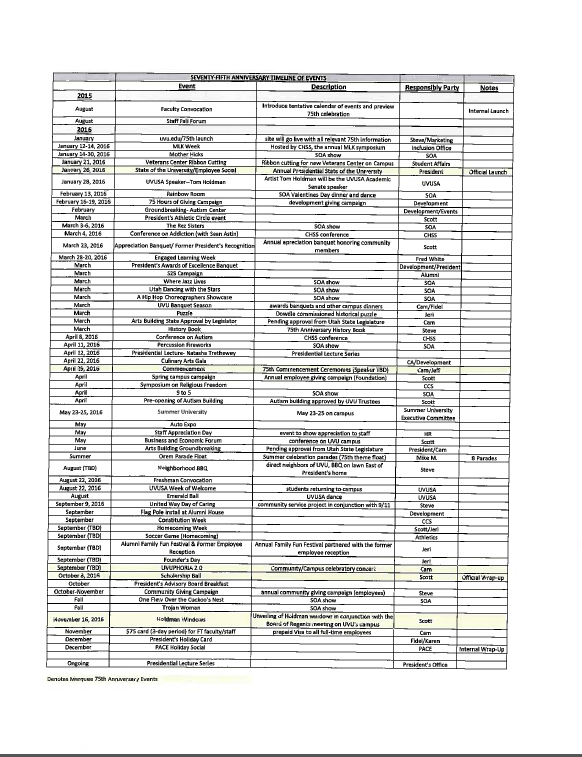 SEVENTY-FIFTH ANNIVERSARY TIMELINE OF EVENTS
Event Description Responsibly Party Notes
2015
August Faculty Convocation Introduce tentative calendar of events and preview 75th celebration Internal Launch
August Staff Fall Forum
2016
January uvu.edu/75th launch site will go live with all relevant 75th information Steve/Marketing
January 12-14, 2016 MLK Week Hosted by CHSS, the annual MLK symposium Inclusion Office
January 14-30, 2016 Mother Hicks SOA show SOA
January 21, 2016 Veterans Center Ribbon Cutting Ribbon cutting for new Veterans Center on Campus Student Affairs
January 26, 2016 State of the University/Employee Social Annual Presidential State of the University President Official Launch
January 28, 2016 UVUSA Speaker--Tom Holdman Artist Tom Holdman will be the UVUSA Academic Senate speaker UVUSA
February 13, 2016 Rainbow Room SOA Valentines Day dinner and dance SOA
February 16-19, 2016 75 Hours of Giving Campaign development giving campaign Development
February Groundbreaking- Autism Center Development/Events
March President's Athletic Circle event Scott
March 3-6, 2016 The Rez Sisters SOA show SOA
March 4, 2016 Conference on Addiction (with Sean Astin) CHSS conference CHSS
March 23, 2016 Appreciation Banquet/ Former President's Recognition Annual apreciation banquet honoring community members Scott
March 28-20, 2016 Engaged Learning Week Fred White
March President's Awards of Excellence Banquet Development/President
March S2S Campaign Alumni
March Where Jazz Lives SOA show SOA
March Utah Dancing with the Stars SOA show SOA
March A Hip Hop Choreographers Showcase SOA show SOA
March UVU Banquet Season awards banquets and other campus dinners Cam/Fidel
March Puzzle Dowdle commissioned historical puzzle Jeri
March Arts Building State Approval by Legislator Pending approval from Utah State Legislature Cam
March History Book 75th Anniversary History Book Steve
April 8, 2016 Conference on Autism CHSS conference CHSS
April 11, 2016 Percussion Fireworks SOA show SOA
April 12, 2016 Presidential Lecture- Natasha Trethewey Presidential Lecture Series
April 22, 2016 Culinary Arts Gala CA/Development
April 29, 2016 Commencement 75th Commencement Ceremonies (Speaker TBD) Cam/Jeff
April Spring campus campaign Annual employee giving campaign (Foundation) Scott
April Symposium on Religious Freedom CCS
April 9 to 5 SOA show SOA
April Pre-opening of Autism Building Autism building approved by UVU Trustees Scott
May 23-25, 2016 Summer University May 23-25 on campus Summer University Executive Committee
May Auto Expo
May Staff Appreciation Day event to show appreciation to staff HR
May Business and Economic Forum conference on UVU campus Scott
June Arts Building Groundbreaking Pending approval from Utah State Legislature President/Cam
Summer Orem Parade Float Summer celebration parades (75th theme float) Mike M. 8 Parades
August (TBD) Neighborhood BBQ direct neighbors of UVU, BBQ on lawn East of President's home Steve
August 22, 2016 Freshman Convocation
August 22, 2016 UVUSA Week of Welcome students returning to campus UVUSA
August Emerald Ball UVUSA dance UVUSA
September 9, 2016 United Way Day of Caring community service project in conjunction with 9/11 Steve
September Flag Pole install at Alumni House Development
September Constitution Week CCS
September (TBD) Homecoming Week Scott/Jeri
September (TBD) Soccer Game (Homecoming) Athletics
September (TBD) Alumni Family Fun Festival & Former Employee Reception Annual Family Fun Festival partnered with the former employee reception Jeri
September (TBD) Founder's Day Jeri
September (TBD) UVUPHORIA 2.0 Community/Campus celebratory concert Cam
October 8, 2016 Scholarship Ball Scott Official Wrap-up
October President's Advisory Board Breakfast
October-November Community Giving Campaign annual community giving campaign (employees) Steve
Fall One Flew Over the Cuckoo's Nest SOA show SOA
Fall Trojan Woman SOA show
November 16, 2016 Holdman Windows Unveiling of Holdman windows in conjunction with the Board of Regents meeting on UVU's campus Scott
November $75 card (3-day period) for FT faculty/staff prepaid Visa to all full-time employees Cam
December President's Holiday Card Fidel/Karen
December PACE Holiday Social PACE Internal Wrap-Up
Ongoing Presidential Lecture Series President's Office
Denotes Marquee 75th Anniversary Events